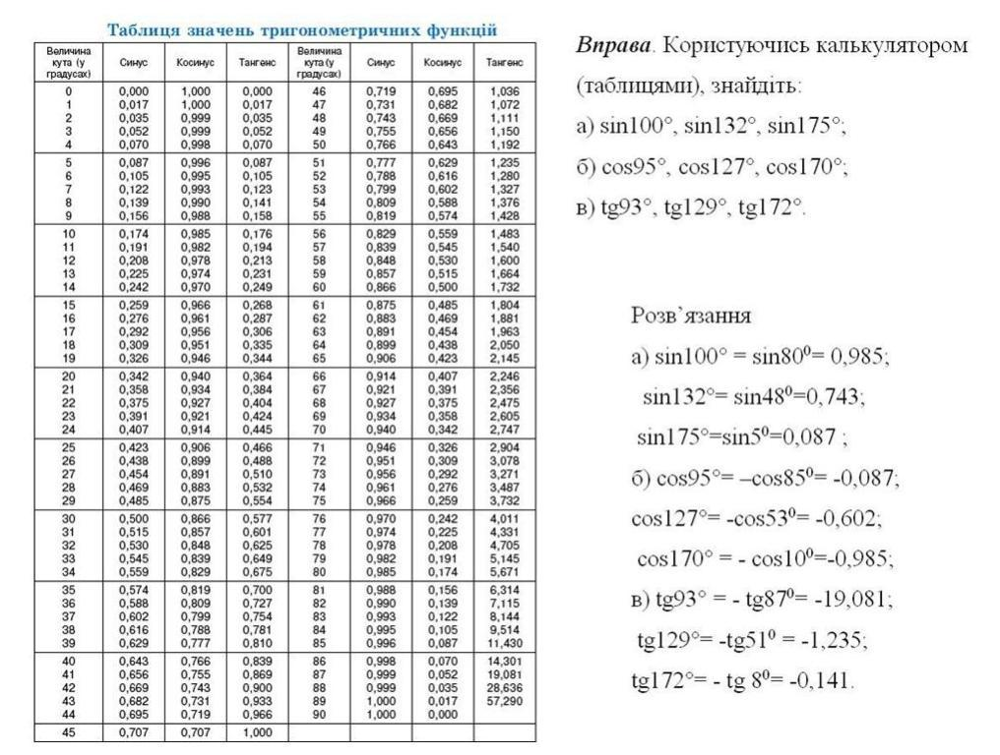 Таблиця значень тригонометричних функцій
Величина кута (у градусах) Синус Косинус Тангенс Величина кута (у градусах) Синус Косинус Тангенс
0 0,000 1,000 0,000 46 0,719 0,695 1,036
1 0,017 1,000 0,017 47 0,731 0,682 1,072
2 0,035 0,999 0,035 48 0,743 0,669 1,111
3 0,052 0,999 0,052 49 0,755 0,656 1,150
4 0,070 0,998 0,070 50 0,766 0,643 1,192
5 0,087 0,996 0,087 51 0,777 0,629 1,235
6 0,105 0,995 0,105 52 0,788 0,616 1,280
7 0,122 0,993 0,123 53 0,799 0,602 1,327
8 0,139 0,990 0,141 54 0,809 0,588 1,376
9 0,156 0,988 0,158 55 0,819 0,574 1,428
10 0,174 0,985 0,176 56 0,829 0,559 1,483
11 0,191 0,982 0,194 57 0,839 0,545 1,540
12 0,208 0,978 0,213 58 0,848 0,530 1,600
13 0,225 0,974 0,231 59 0,857 0,515 1,664
14 0,242 0,970 0,249 60 0,866 0,500 1,732
15 0,259 0,966 0,268 61 0,875 0,485 1,804
16 0,276 0,961 0,287 62 0,883 0,469 1,881
17 0,292 0,956 0,306 63 0,891 0,454 1,963
18 0,309 0,951 0,335 64 0,899 0,438 2,050
19 0,326 0,946 0,344 65 0,906 0,423 2,145
20 0,342 0,940 0,364 66 0,914 0,407 2,246
21 0,358 0,934 0,384 67 0,921 0,391 2,356
22 0,375 0,927 0,404 68 0,927 0,375 2,475
23 0,391 0,921 0,424 69 0,934 0,358 2,605
24 0,407 0,914 0,445 70 0,940 0,342 2,747
25 0,423 0,906 0,466 71 0,946 0,326 2,904
26 0,438 0,899 0,488 72 0,951 0,309 3,078
27 0,454 0,891 0,510 73 0,956 0,292 3,271
28 0,469 0,883 0,532 74 0,961 0,276 3,487
29 0,485 0,875 0,554 75 0,966 0,259 3,732
30 0,500 0,866 0,577 76 0,970 0,242 4,011
31 0,515 0,857 0,601 77 0,974 0,225 4,331
32 0,530 0,848 0,625 78 0,978 0,208 4,705
33 0,545 0,839 0,649 79 0,982 0,191 5,145
34 0,559 0,829 0,675 80 0,985 0,174 5,671
35 0,574 0,819 0,700 81 0,988 0,156 6,314
36 0,588 0,809 0,727 82 0,990 0,139 7,115
37 0,602 0,799 0,754 83 0,993 0,122 8,144
38 0,616 0,788 0,781 84 0,995 0,105 9,514
39 0,629 0,777 0,810 85 0,996 0,087 11,430
40 0,643 0,766 0,839 86 0,998 0,070 14,301
41 0,656 0,755 0,869 87 0,999 0,052 19,081
42 0,669 0,743 0,900 88 0,999 0,035 28,636
43 0,682 0,731 0,933 89 1,000 0,017 57,290
44 0,695 0,719 0,966 90 1,000 0,000
45 0,707 0,707 1,000
Вправа. Користуючись калькулятором
(таблицями), знайдіть:
а) sin100°, sin132°, sin175°;
б) cos95°, cos127°, cos170°;
в) tg93°, tg129°, tg172°.
Розв’язання
а) sin100° = sin80⁰= 0,985;
sin132°= sin48⁰=0,743;
sin175°=sin5⁰=0,087 ;
б) cos95°= –cos85⁰= -0,087;
cos127°= -cos53⁰= -0,602;
cos170° = - cos10⁰=-0,985;
в) tg93° = - tg87⁰= -19,081;
tg129°= -tg51⁰ = -1,235;
tg172°= - tg 8⁰= -0,141.